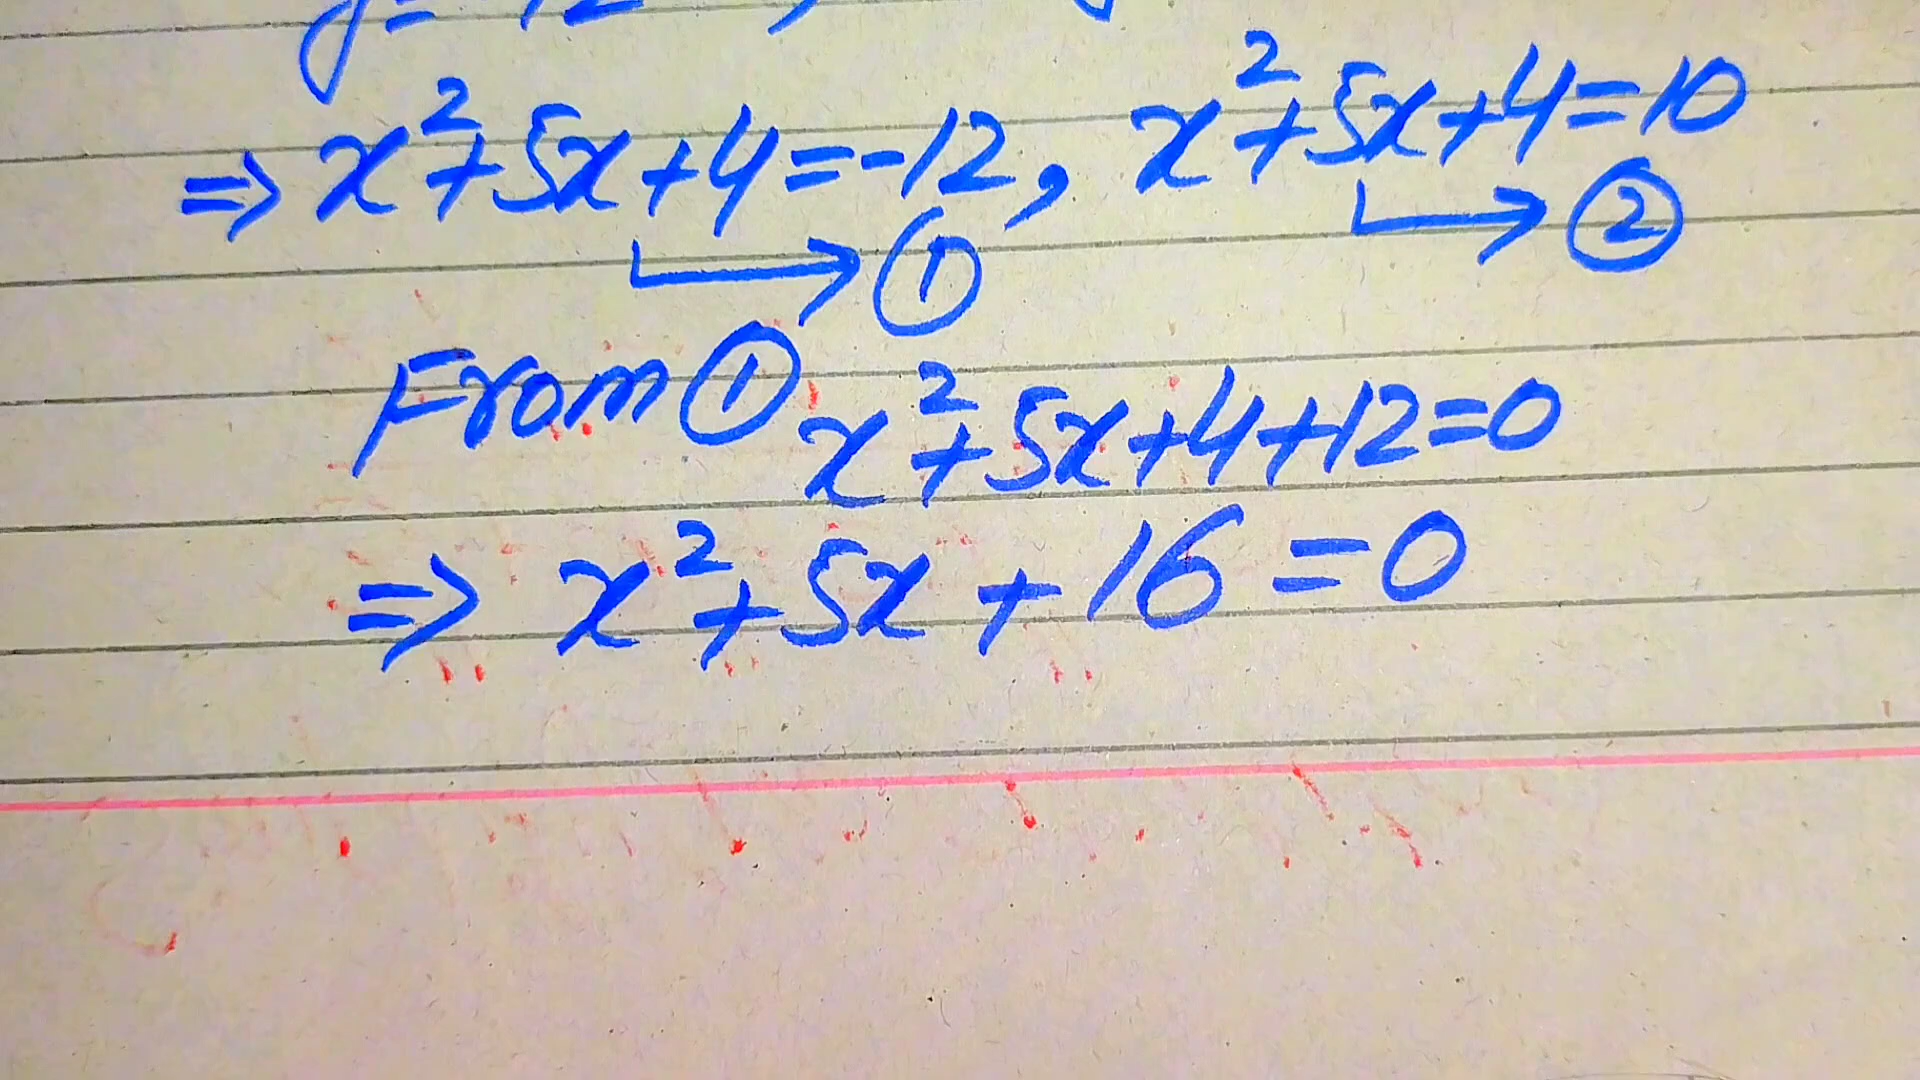 y = -12
⇒ x²+5x+4=-12, x²+5x+4=10
→ ① → ②
From ① x²+5x+4+12=0
⇒ x²+5x+16=0